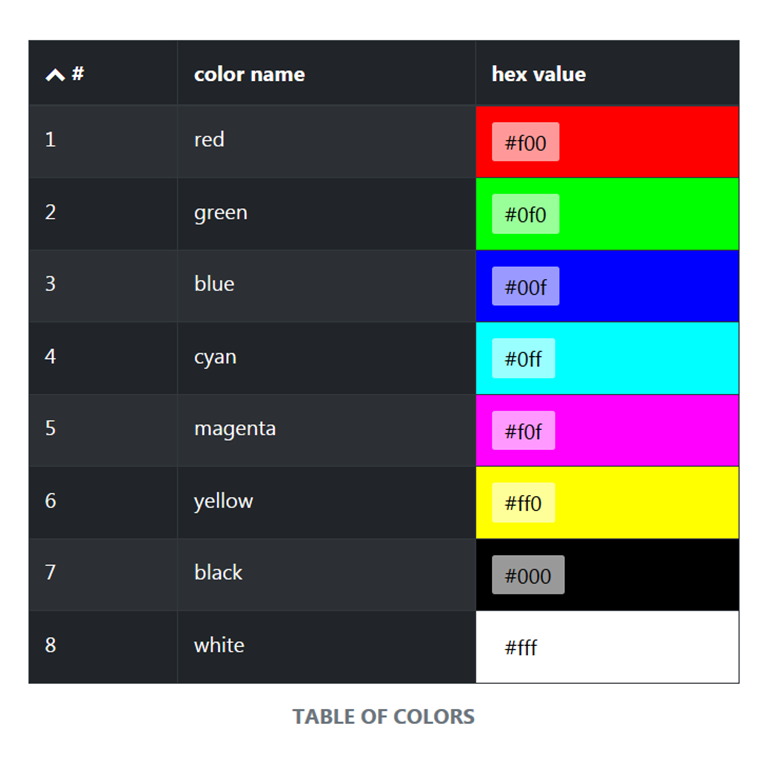 # color name hex value
1 red #f00
2 green #0f0
3 blue #00f
4 cyan #0ff
5 magenta #f0f
6 yellow #ff0
7 black #000
8 white #fff
TABLE OF COLORS